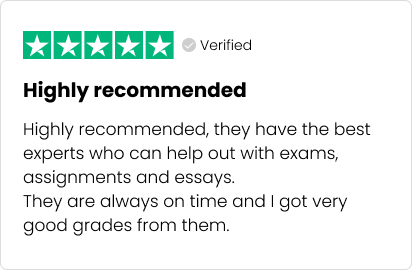 Verified
Highly recommended
Highly recommended, they have the best
experts who can help out with exams,
assignments and essays.
They are always on time and I got very
good grades from them.